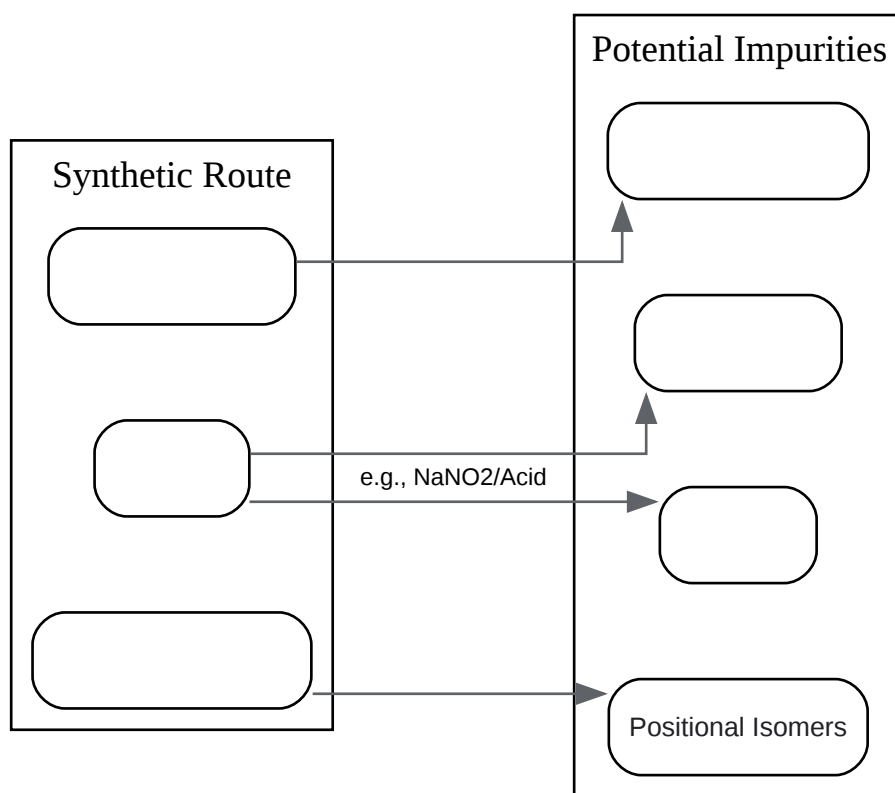 Potential Impurities
Synthetic Route
e.g., NaNO2/Acid
Positional Isomers